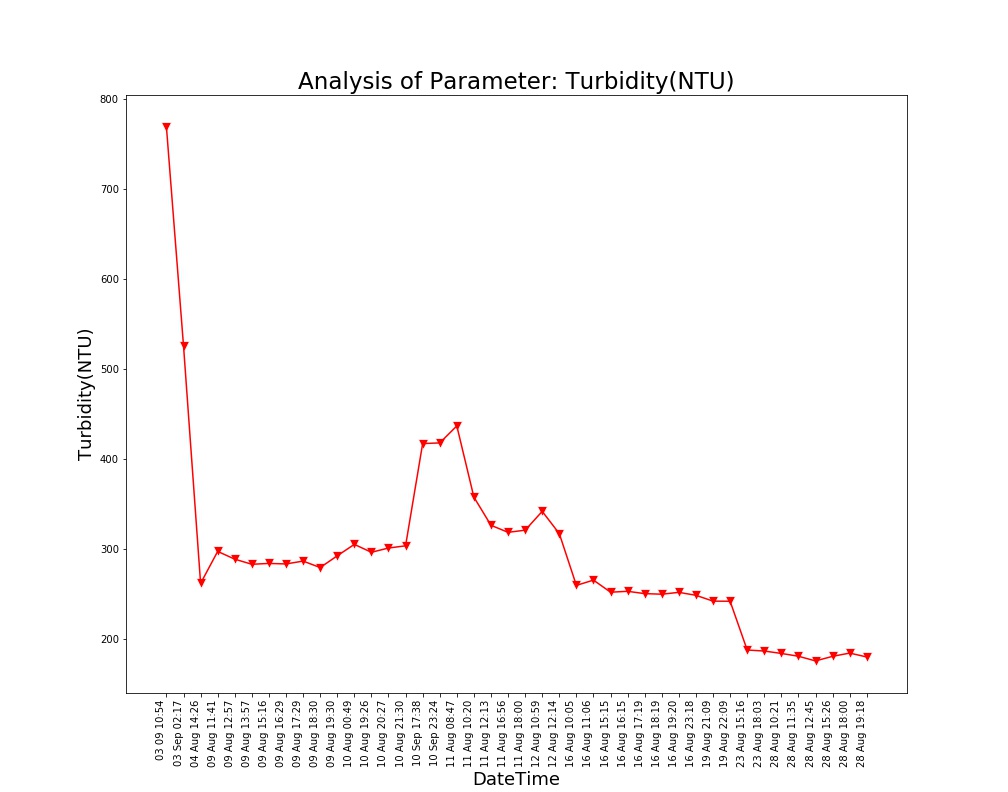 Analysis of Parameter: Turbidity(NTU)
800
700
600
500
400
300
200
Turbidity(NTU)
03 09 10:54
03 Sep 02:17
04 Aug 14:26
09 Aug 11:41
09 Aug 12:57
09 Aug 13:57
09 Aug 15:16
09 Aug 16:29
09 Aug 17:29
09 Aug 18:30
09 Aug 19:30
10 Aug 00:49
10 Aug 19:26
10 Aug 20:27
10 Aug 21:30
10 Sep 17:38
10 Sep 23:24
11 Aug 08:47
11 Aug 10:20
11 Aug 12:13
11 Aug 16:56
11 Aug 18:00
12 Aug 10:59
12 Aug 12:14
16 Aug 10:05
16 Aug 11:06
16 Aug 15:15
16 Aug 16:15
16 Aug 17:19
16 Aug 18:19
16 Aug 19:20
16 Aug 23:18
19 Aug 21:09
19 Aug 22:09
23 Aug 15:16
23 Aug 18:03
28 Aug 10:21
28 Aug 11:35
28 Aug 12:45
28 Aug 15:26
28 Aug 18:00
28 Aug 19:18
DateTime